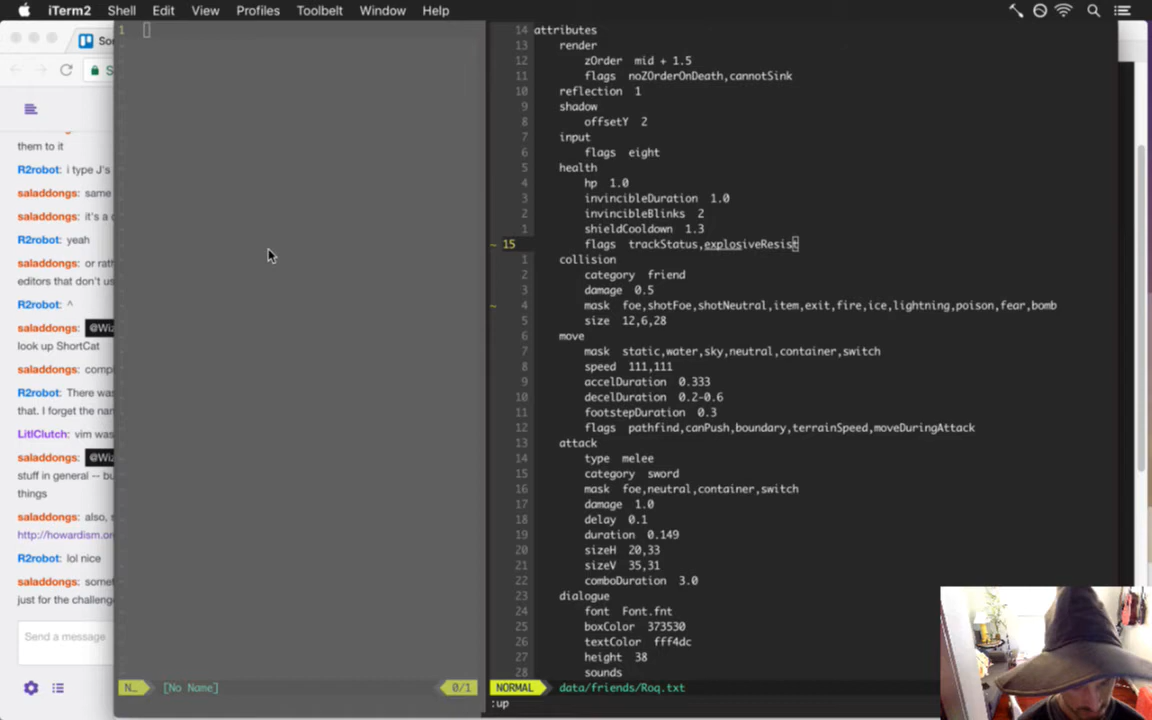 iTerm2 Shell Edit View Profiles Toolbelt Window Help
them to it
R2robot: i type J's
saladdongs: same
saladdongs: it's a
R2robot: yeah
saladdongs: or rath
editors that don't us
R2robot: ^
saladdongs: @Wiz
look up ShortCat
saladdongs: comp
R2robot: There was
that. I forget the nam
LitlClutch: vim was
saladdongs: @Wiz
stuff in general -- bu
things
saladdongs: also, s
http://howardism.or
R2robot: lol nice
saladdongs: somet
just for the challeng
Send a message
1
N... [No Name] 0/1
14 attributes
13 render
12 zOrder mid + 1.5
11 flags noZOrderOnDeath,cannotSink
10 reflection 1
9 shadow
8 offsetY 2
7 input
6 flags eight
5 health
4 hp 1.0
3 invincibleDuration 1.0
2 invincibleBlinks 2
1 shieldCooldown 1.3
~ 15 flags trackStatus,explosiveResist
1 collision
2 category friend
3 damage 0.5
~ 4 mask foe,shotFoe,shotNeutral,item,exit,fire,ice,lightning,poison,fear,bomb
5 size 12,6,28
6 move
7 mask static,water,sky,neutral,container,switch
8 speed 111,111
9 accelDuration 0.333
10 decelDuration 0.2-0.6
11 footstepDuration 0.3
12 flags pathfind,canPush,boundary,terrainSpeed,moveDuringAttack
13 attack
14 type melee
15 category sword
16 mask foe,neutral,container,switch
17 damage 1.0
18 delay 0.1
19 duration 0.149
20 sizeH 20,33
21 sizeV 35,31
22 comboDuration 3.0
23 dialogue
24 font Font.fnt
25 boxColor 373530
26 textColor fff4dc
27 height 38
28 sounds
NORMAL data/friends/Roq.txt
:up